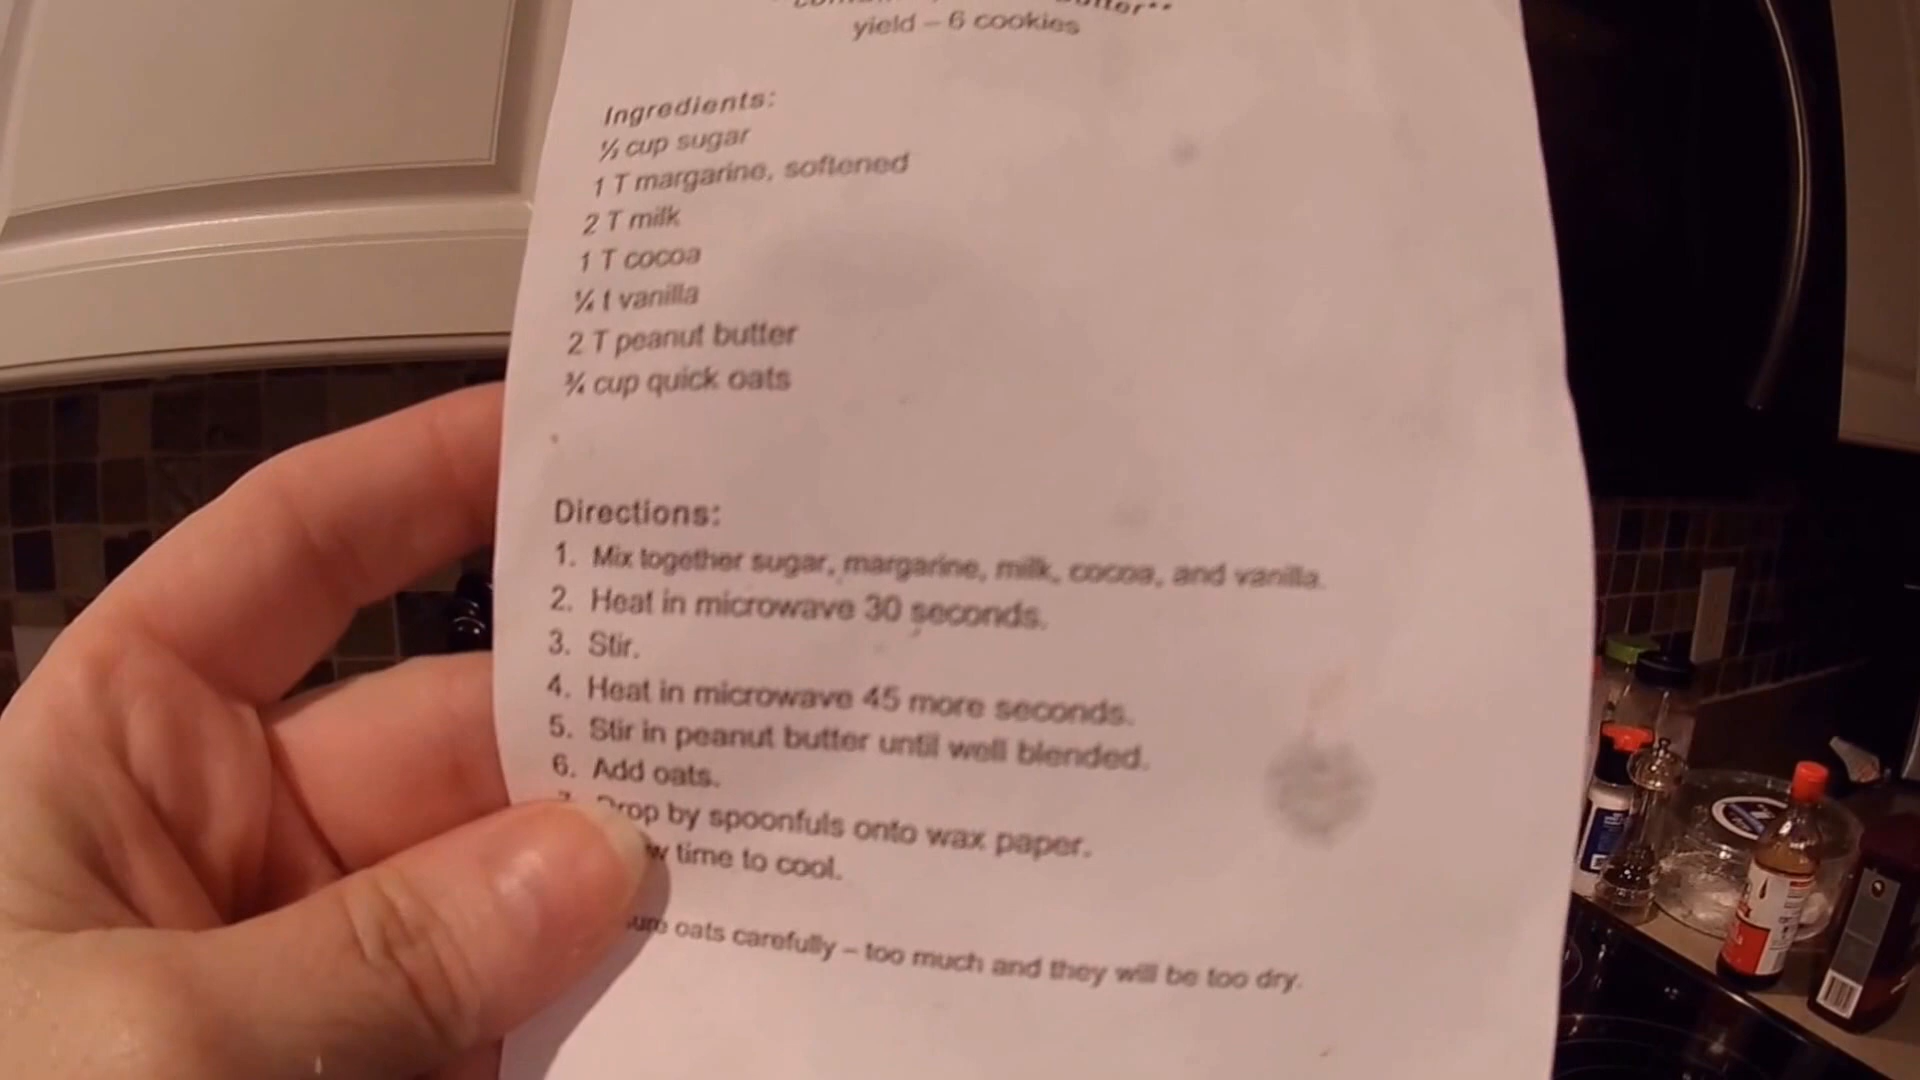 yield – 6 cookies
Ingredients:
cup sugar
1 T margarine, softened
2 T milk
1 T cocoa
¼ t vanilla
2 T peanut butter
¾ cup quick oats
Directions:
1. Mix together sugar, margarine, milk, cocoa, and vanilla.
2. Heat in microwave 30 seconds.
3. Stir.
4. Heat in microwave 45 more seconds.
5. Stir in peanut butter until well blended.
6. Add oats.
by spoonfuls onto wax paper.
time to cool.
oats carefully – too much and they will be too dry.